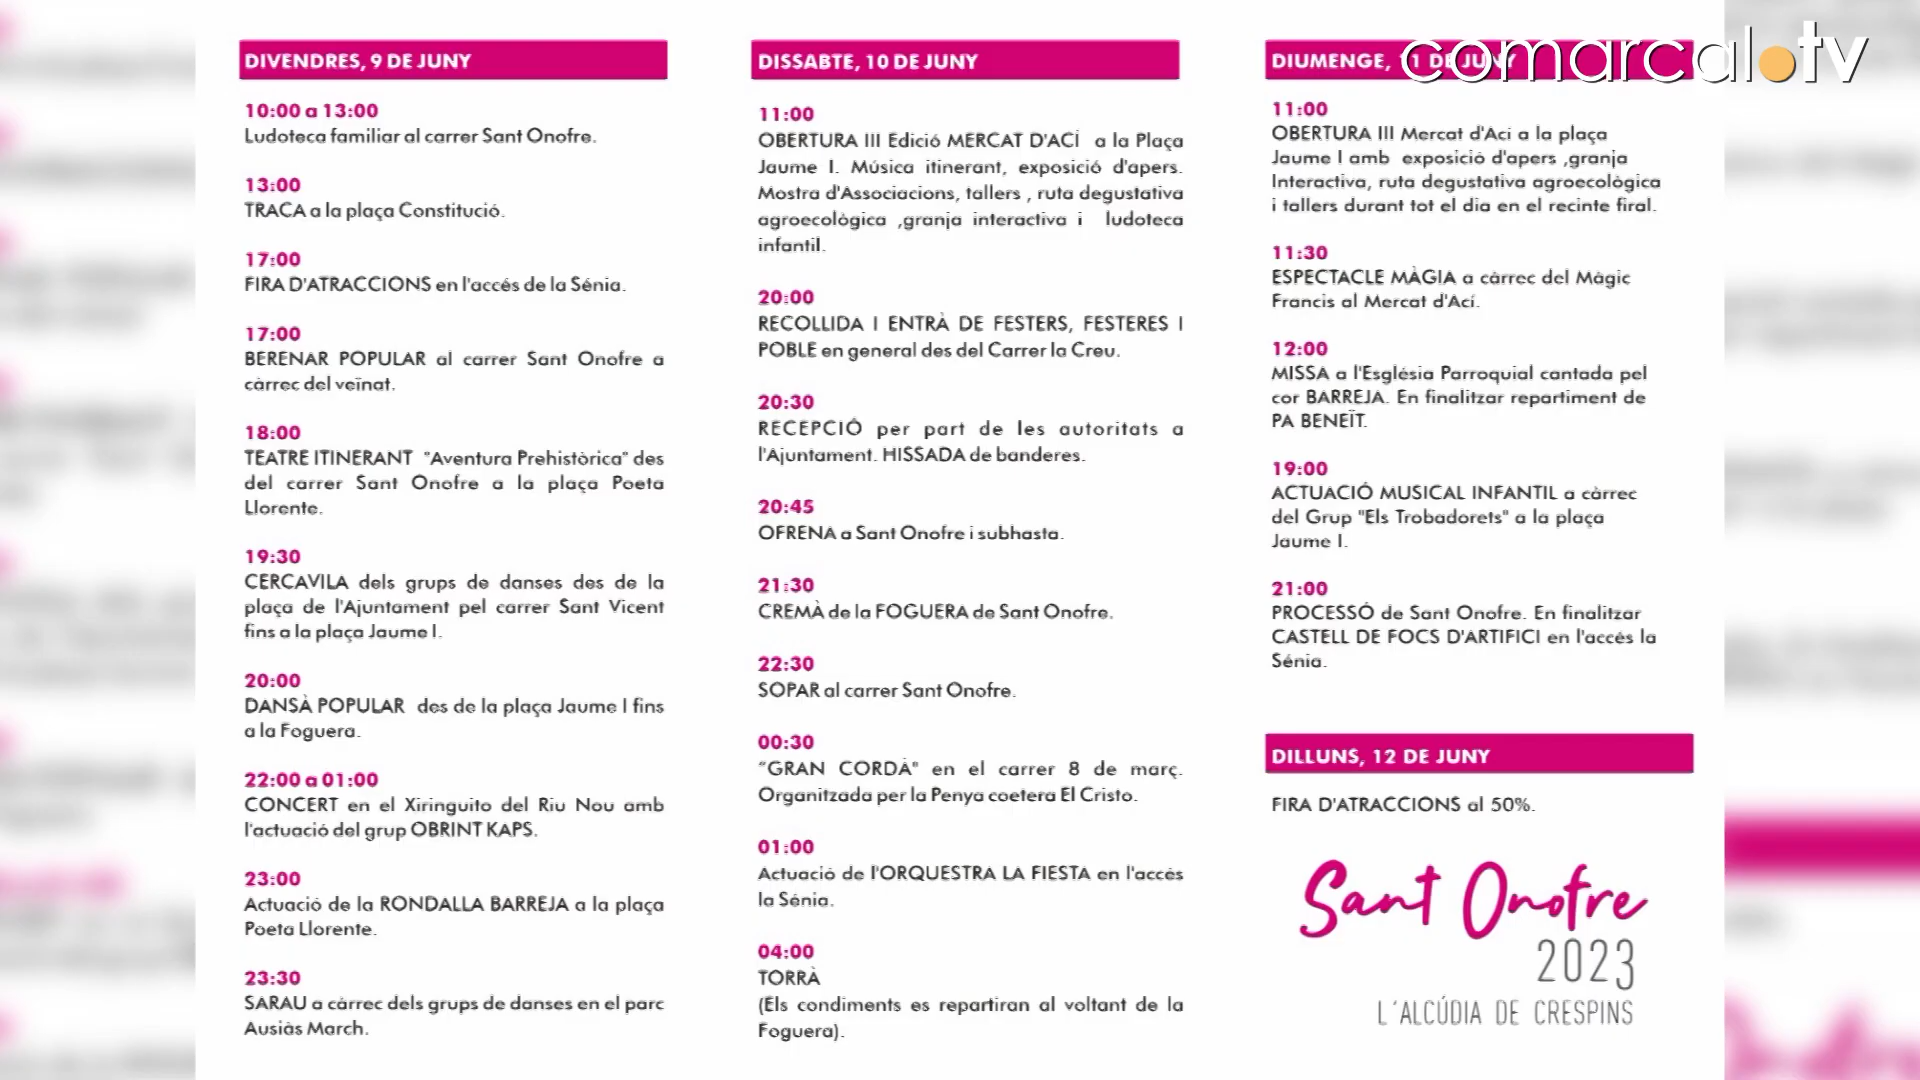 DIVENDRES, 9 DE JUNY
10:00 a 13:00
Ludoteca familiar al carrer Sant Onofre.
13:00
TRACA a la plaça Constitució.
17:00
FIRA D'ATRACCIONS en l'accés de la Sénia.
17:00
BERENAR POPULAR al carrer Sant Onofre a
càrrec del veïnat.
18:00
TEATRE ITINERANT "Aventura Prehistòrica" des
del carrer Sant Onofre a la plaça Poeta
Llorente.
19:30
CERCAVILA dels grups de danses des de la
plaça de l'Ajuntament pel carrer Sant Vicent
fins a la plaça Jaume I.
20:00
DANSÀ POPULAR des de la plaça Jaume I fins
a la Foguera.
22:00 a 01:00
CONCERT en el Xiringuito del Riu Nou amb
l'actuació del grup OBRINT KAPS.
23:00
Actuació de la RONDALLA BARREJA a la plaça
Poeta Llorente.
23:30
SARAU a càrrec dels grups de danses en el parc
Ausiàs March.
DISSABTE, 10 DE JUNY
11:00
OBERTURA III Edició MERCAT D'ACÍ a la Plaça
Jaume I. Música itinerant, exposició d'apers.
Mostra d'Associacions, tallers , ruta degustativa
agroecològica ,granja interactiva i ludoteca
infantil.
20:00
RECOLLIDA I ENTRÀ DE FESTERS, FESTERES I
POBLE en general des del Carrer la Creu.
20:30
RECEPCIÓ per part de les autoritats a
l'Ajuntament. HISSADA de banderes.
20:45
OFRENA a Sant Onofre i subhasta.
21:30
CREMÀ de la FOGUERA de Sant Onofre.
22:30
SOPAR al carrer Sant Onofre.
00:30
"GRAN CORDÀ" en el carrer 8 de març.
Organitzada per la Penya coetera El Cristo.
01:00
Actuació de l'ORQUESTRA LA FIESTA en l'accés
la Sénia.
04:00
TORRÀ
(Els condiments es repartiran al voltant de la
Foguera).
DIUMENGE, 11 DE JUNY
comarcal.tv
11:00
OBERTURA III Mercat d'Ací a la plaça
Jaume I amb exposició d'apers ,granja
Interactiva, ruta degustativa agroecològica
i tallers durant tot el dia en el recinte firal.
11:30
ESPECTACLE MÀGIA a càrrec del Màgic
Francis al Mercat d'Ací.
12:00
MISSA a l'Església Parroquial cantada pel
cor BARREJA. En finalitzar repartiment de
PA BENEÏT.
19:00
ACTUACIÓ MUSICAL INFANTIL a càrrec
del Grup "Els Trobadorets" a la plaça
Jaume I.
21:00
PROCESSÓ de Sant Onofre. En finalitzar
CASTELL DE FOCS D'ARTIFICI en l'accés la
Sénia.
DILLUNS, 12 DE JUNY
FIRA D'ATRACCIONS al 50%.
Sant Onofre
2023
L'ALCÚDIA DE CRESPINS